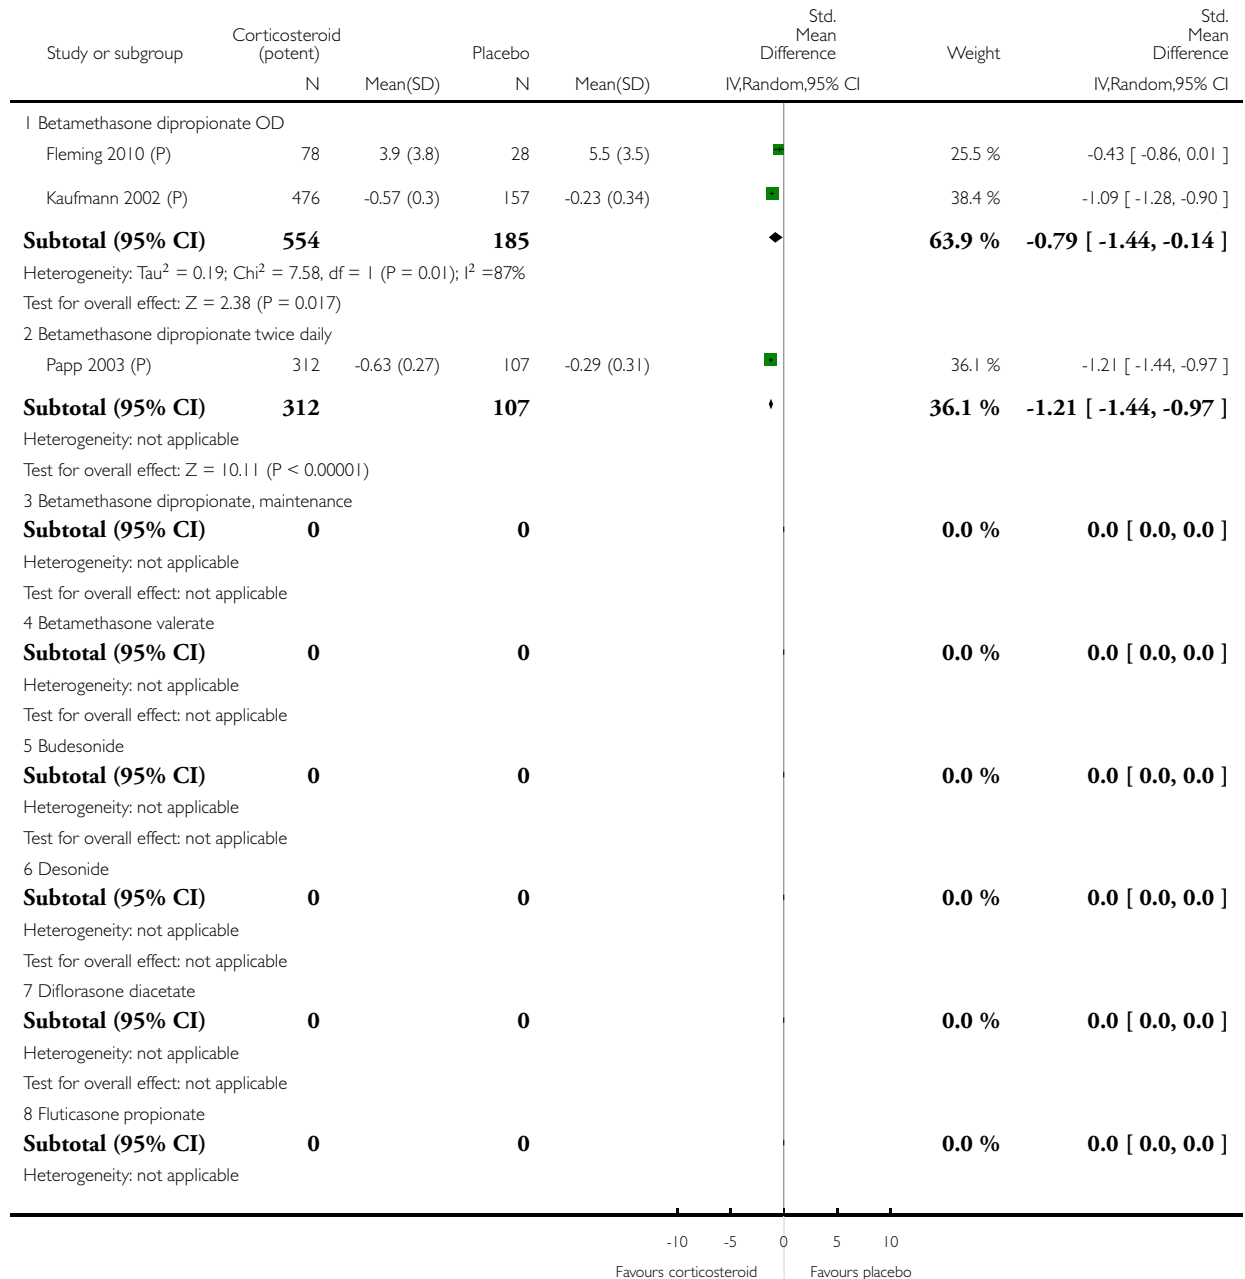 Study or subgroup Corticosteroid (potent) Placebo Std. Mean Difference Weight Std. Mean Difference
N Mean(SD) N Mean(SD) IV,Random,95% CI IV,Random,95% CI
1 Betamethasone dipropionate OD
Fleming 2010 (P) 78 3.9 (3.8) 28 5.5 (3.5) 25.5 % -0.43 [ -0.86, 0.01 ]
Kaufmann 2002 (P) 476 -0.57 (0.3) 157 -0.23 (0.34) 38.4 % -1.09 [ -1.28, -0.90 ]
Subtotal (95% CI) 554 185 63.9 % -0.79 [ -1.44, -0.14 ]
Heterogeneity: Tau² = 0.19; Chi² = 7.58, df = 1 (P = 0.01); I² =87%
Test for overall effect: Z = 2.38 (P = 0.017)
2 Betamethasone dipropionate twice daily
Papp 2003 (P) 312 -0.63 (0.27) 107 -0.29 (0.31) 36.1 % -1.21 [ -1.44, -0.97 ]
Subtotal (95% CI) 312 107 36.1 % -1.21 [ -1.44, -0.97 ]
Heterogeneity: not applicable
Test for overall effect: Z = 10.11 (P < 0.00001)
3 Betamethasone dipropionate, maintenance
Subtotal (95% CI) 0 0 0.0 % 0.0 [ 0.0, 0.0 ]
Heterogeneity: not applicable
Test for overall effect: not applicable
4 Betamethasone valerate
Subtotal (95% CI) 0 0 0.0 % 0.0 [ 0.0, 0.0 ]
Heterogeneity: not applicable
Test for overall effect: not applicable
5 Budesonide
Subtotal (95% CI) 0 0 0.0 % 0.0 [ 0.0, 0.0 ]
Heterogeneity: not applicable
Test for overall effect: not applicable
6 Desonide
Subtotal (95% CI) 0 0 0.0 % 0.0 [ 0.0, 0.0 ]
Heterogeneity: not applicable
Test for overall effect: not applicable
7 Diflorasone diacetate
Subtotal (95% CI) 0 0 0.0 % 0.0 [ 0.0, 0.0 ]
Heterogeneity: not applicable
Test for overall effect: not applicable
8 Fluticasone propionate
Subtotal (95% CI) 0 0 0.0 % 0.0 [ 0.0, 0.0 ]
Heterogeneity: not applicable
-10 -5 0 5 10
Favours corticosteroid Favours placebo